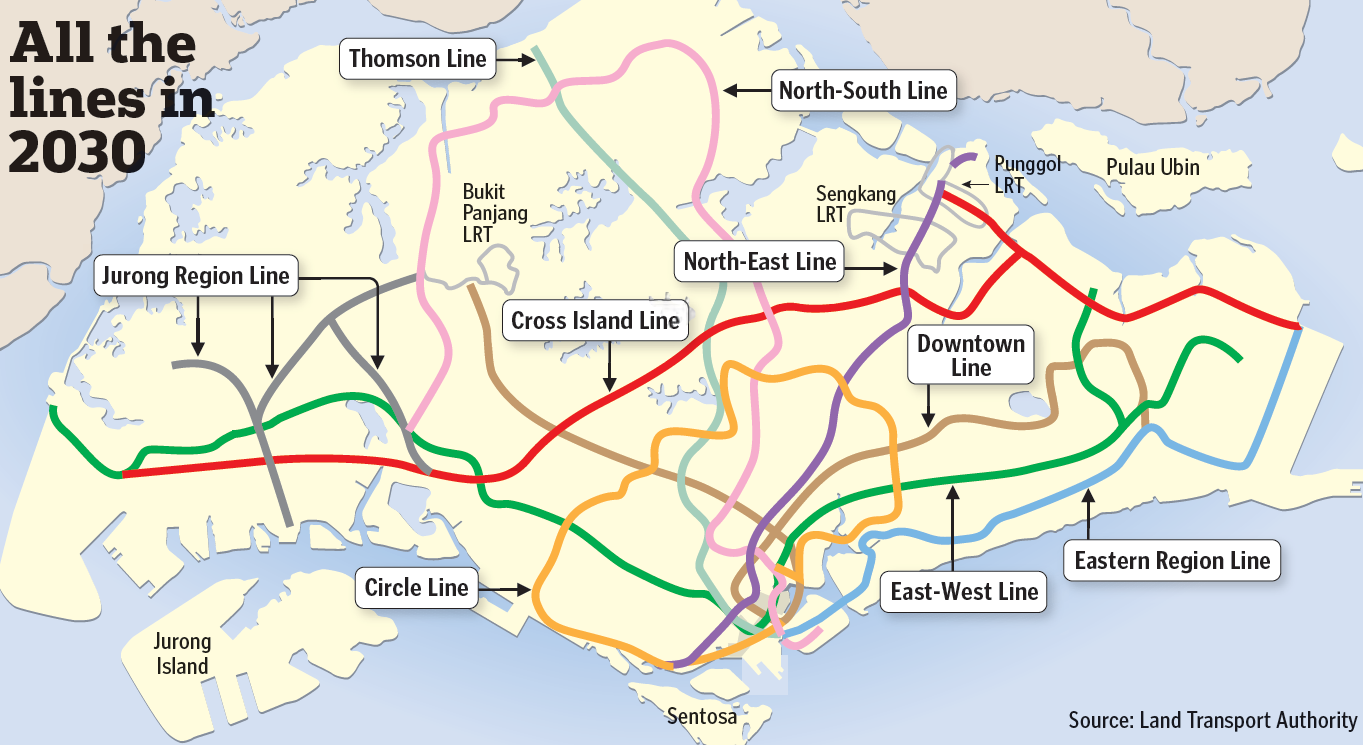 All the
lines in
2030
Thomson Line
North-South Line
Punggol
LRT
Pulau Ubin
Bukit
Panjang
LRT
Sengkang
LRT
Jurong Region Line
North-East Line
Cross Island Line
Downtown
Line
Circle Line
East-West Line
Eastern Region Line
Jurong
Island
Sentosa
Source: Land Transport Authority